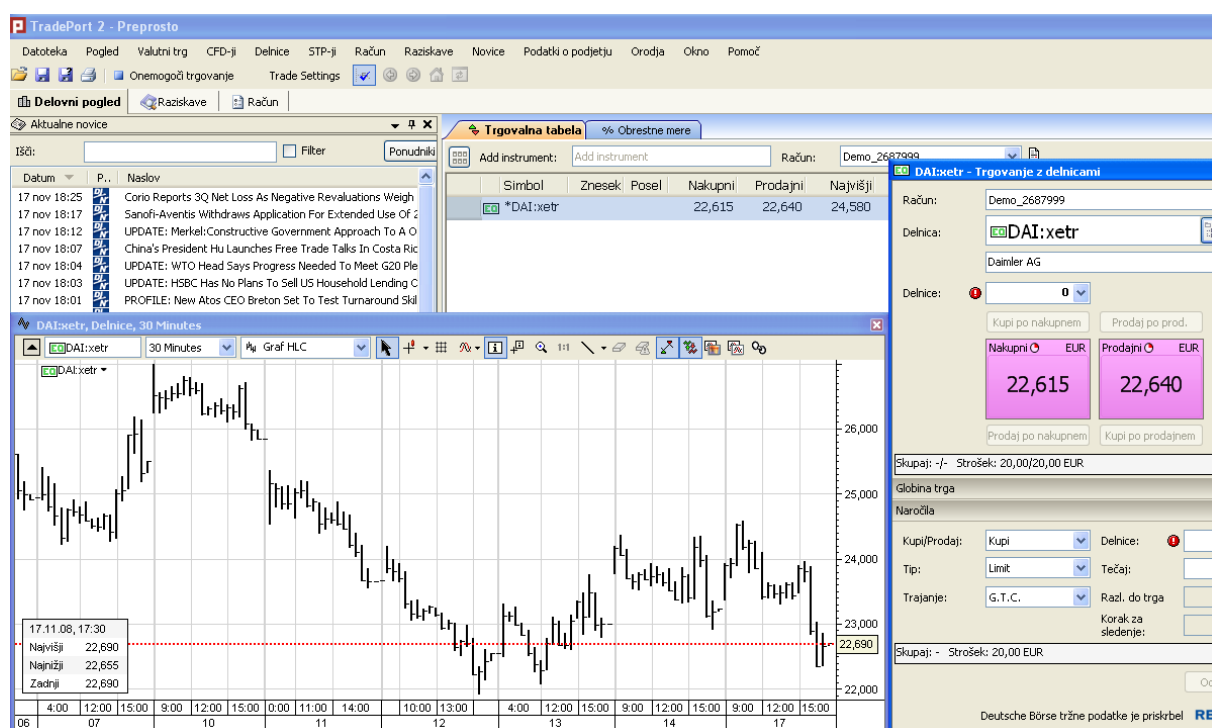 TradePort 2 - Preprosto
Datoteka Pogled Valutni trg CFD-ji Delnice STP-ji Račun Raziskave Novice Podatki o podjetju Orodja Okno Pomoč
Onemogoči trgovanje Trade Settings
Delovni pogled Raziskave Račun
Aktualne novice
Išči: Filter Ponudniki
Datum P.. Naslov
17 nov 18:25 Corio Reports 3Q Net Loss As Negative Revaluations Weigh
17 nov 18:17 Sanofi-Aventis Withdraws Application For Extended Use Of
17 nov 18:12 UPDATE: Merkel:Constructive Government Approach To A O
17 nov 18:07 China's President Hu Launches Free Trade Talks In Costa Ric
17 nov 18:04 UPDATE: WTO Head Says Progress Needed To Meet G20 Ple
17 nov 18:03 UPDATE: HSBC Has No Plans To Sell US Household Lending C
17 nov 18:01 PROFILE: New Atos CEO Breton Set To Test Turnaround Skil
Trgovalna tabela % Obrestne mere
Add instrument: Add instrument Račun: Demo_2687999
Simbol Znesek Posel Nakupni Prodajni Najvišji
*DAI:xetr 22,615 22,640 24,580
DAI:xetr - Trgovanje z delnicami
Račun: Demo_2687999
Delnica: DAI:xetr
Daimler AG
Delnice: 0
Kupi po nakupnem Prodaj po prod.
Nakupni EUR Prodajni EUR
22,615 22,640
Prodaj po nakupnem Kupi po prodajnem
Skupaj: -/- Strošek: 20,00/20,00 EUR
Globina trga
Naročila
Kupi/Prodaj: Kupi Delnice:
Tip: Limit Tečaj:
Trajanje: G.T.C. Razl. do trga
Korak za
sledenje:
Skupaj: - Strošek: 20,00 EUR
Deutsche Börse tržne podatke je priskrbel RE
DAI:xetr, Delnice, 30 Minutes
DAI:xetr 30 Minutes Graf HLC 1:1
DAI:xetr
26,000
25,000
24,000
23,000
22,690
22,000
17.11.08, 17:30
Najvišji 22,690
Najnižji 22,655
Zadnji 22,690
4:00 12:00 15:00 9:00 12:00 15:00 0:00 11:00 14:00 10:00 13:00 4:00 12:00 15:00 9:00 12:00 15:00 9:00 12:00 15:00
06 07 10 11 12 13 14 17